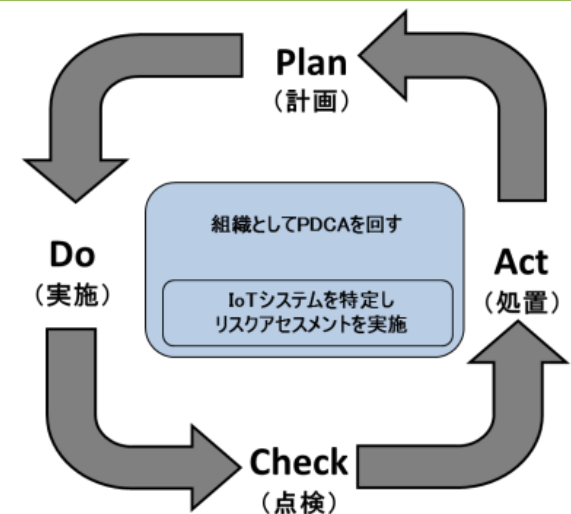 Plan
(計画)
組織としてPDCAを回す
Do
(実施)
IoTシステムを特定し
リスクアセスメントを実施
Act
(処置)
Check
(点検)